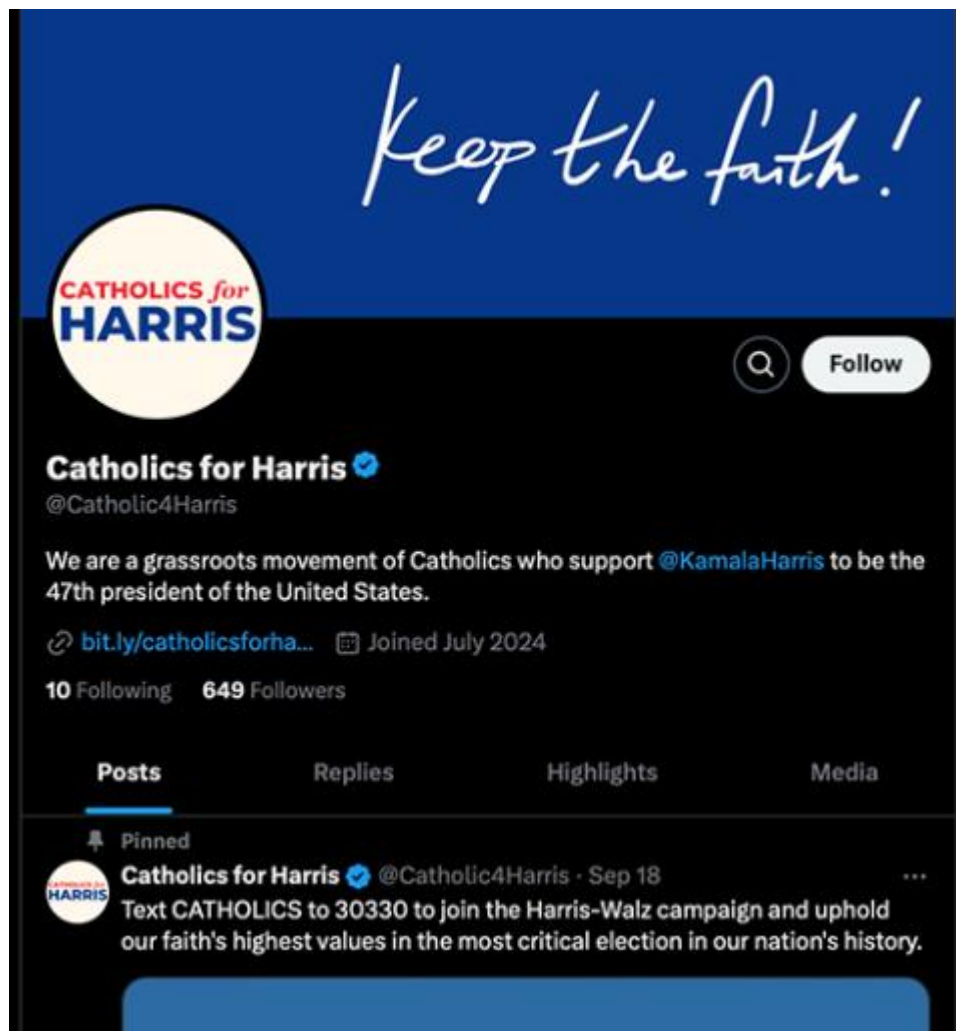 Keep the faith!
CATHOLICS for
HARRIS
Follow
Catholics for Harris
@Catholic4Harris
We are a grassroots movement of Catholics who support @KamalaHarris to be the
47th president of the United States.
bit.ly/catholicsforha... Joined July 2024
10 Following 649 Followers
Posts Replies Highlights Media
Pinned
CATHOLICS for
HARRIS
Catholics for Harris @Catholic4Harris · Sep 18 ...
Text CATHOLICS to 30330 to join the Harris-Walz campaign and uphold
our faith's highest values in the most critical election in our nation's history.